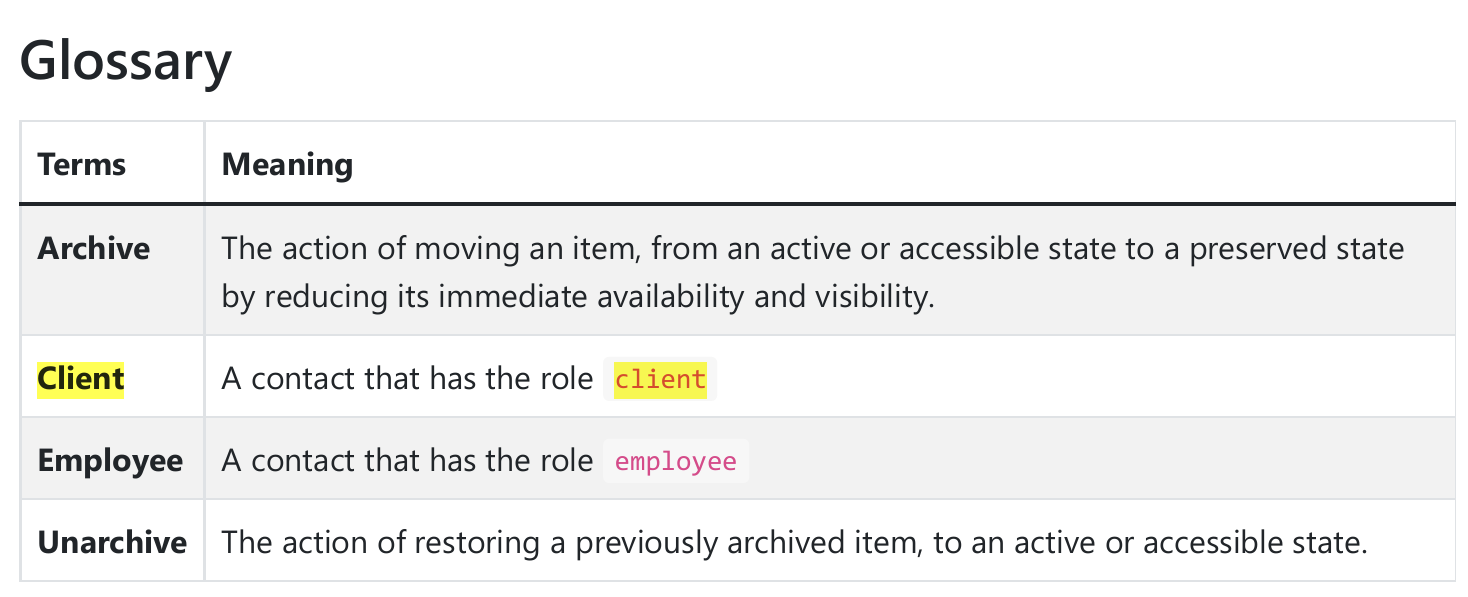 Glossary
Terms Meaning
Archive The action of moving an item, from an active or accessible state to a preserved state
by reducing its immediate availability and visibility.
Client A contact that has the role client
Employee A contact that has the role employee
Unarchive The action of restoring a previously archived item, to an active or accessible state.